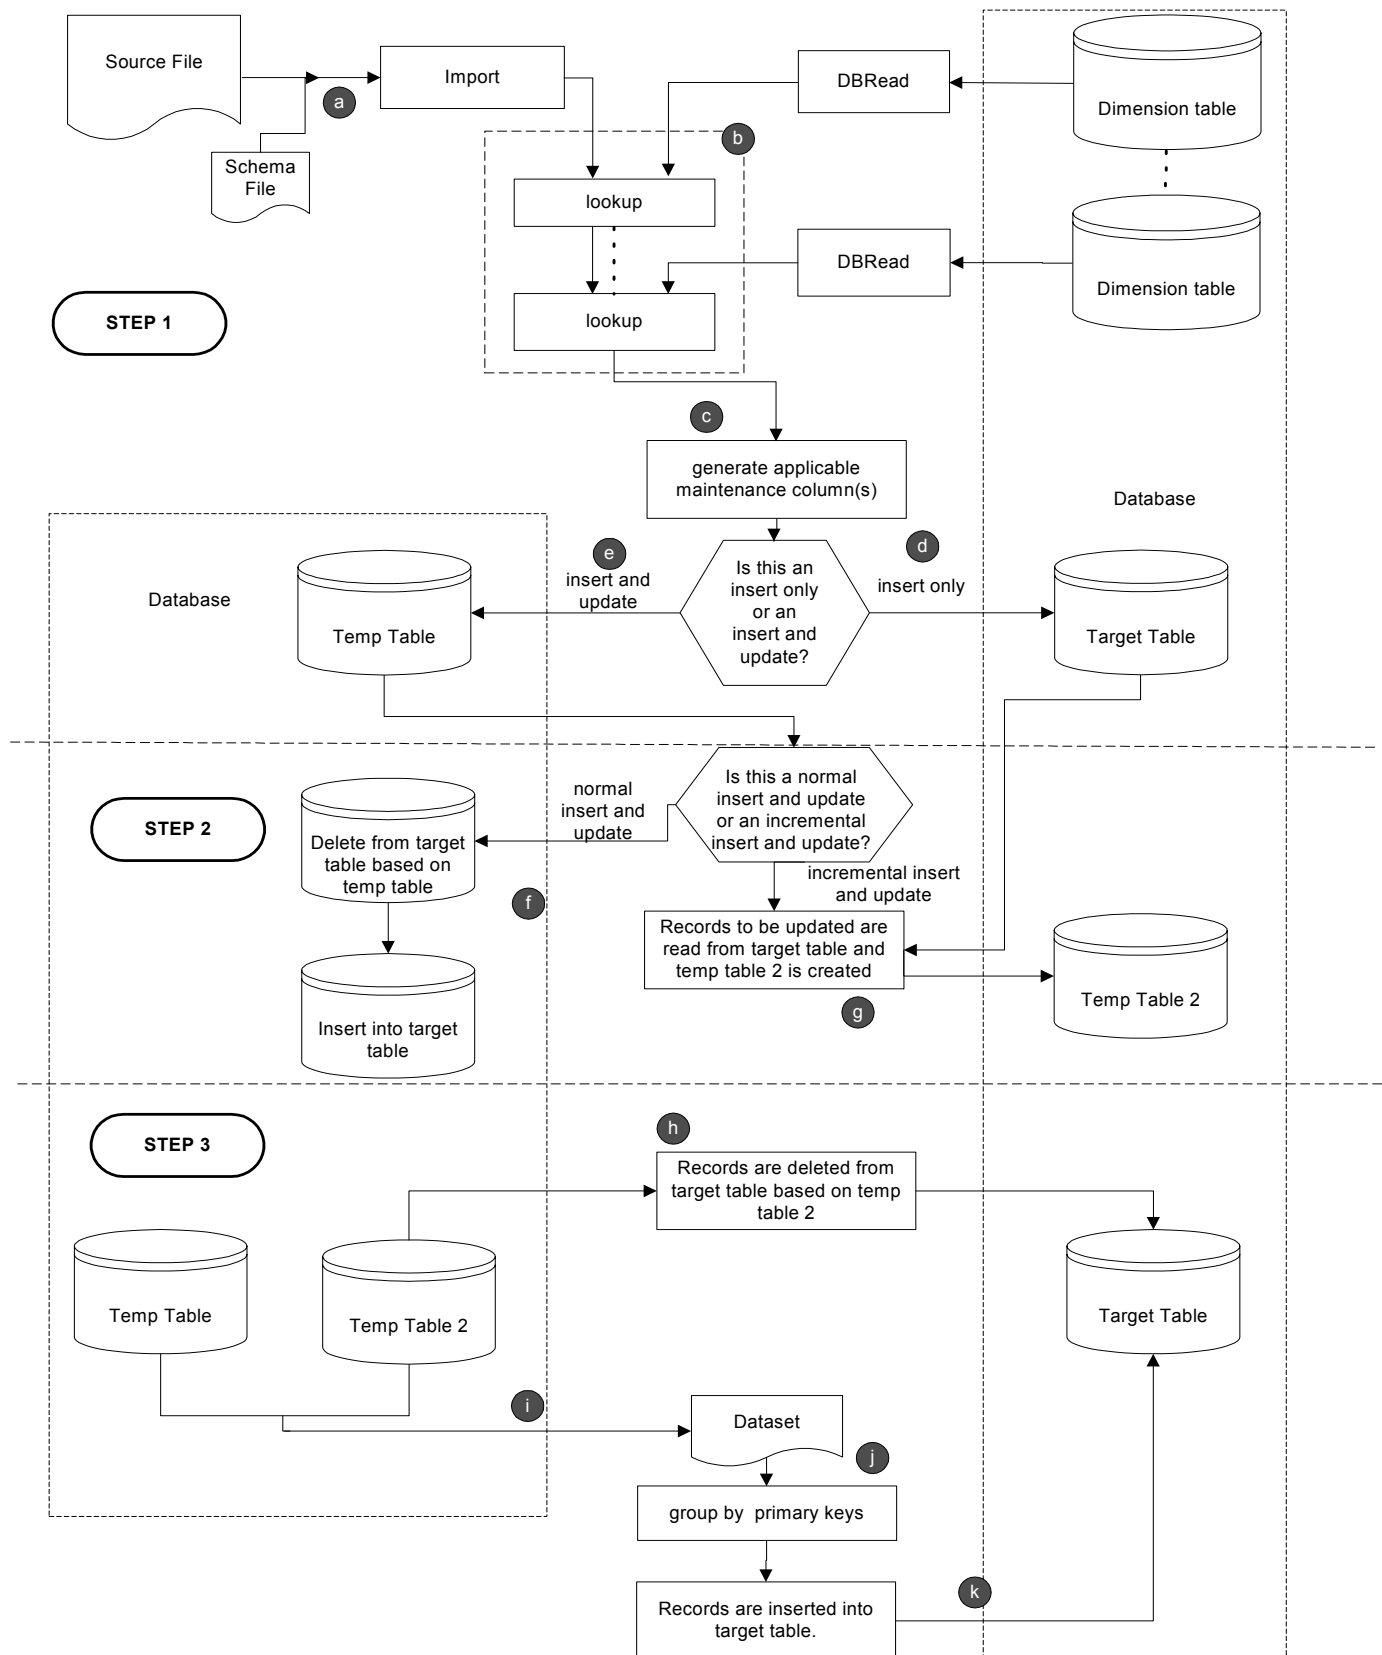 Source File
Import
DBRead
Dimension table
a
b
Schema
File
lookup
DBRead
Dimension table
lookup
STEP 1
c
generate applicable
maintenance column(s)
Database
e
d
insert and
update
Is this an
insert only
or an
insert and
update?
insert only
Database
Temp Table
Target Table
STEP 2
normal
insert and
update
Is this a normal
insert and update
or an incremental
insert and update?
Delete from target
table based on
temp table
incremental insert
and update
f
Records to be updated are
read from target table and
temp table 2 is created
Temp Table 2
g
Insert into target
table
STEP 3
h
Records are deleted from
target table based on temp
table 2
Temp Table
Temp Table 2
Target Table
i
Dataset
j
group by  primary keys
k
Records are inserted into
target table.